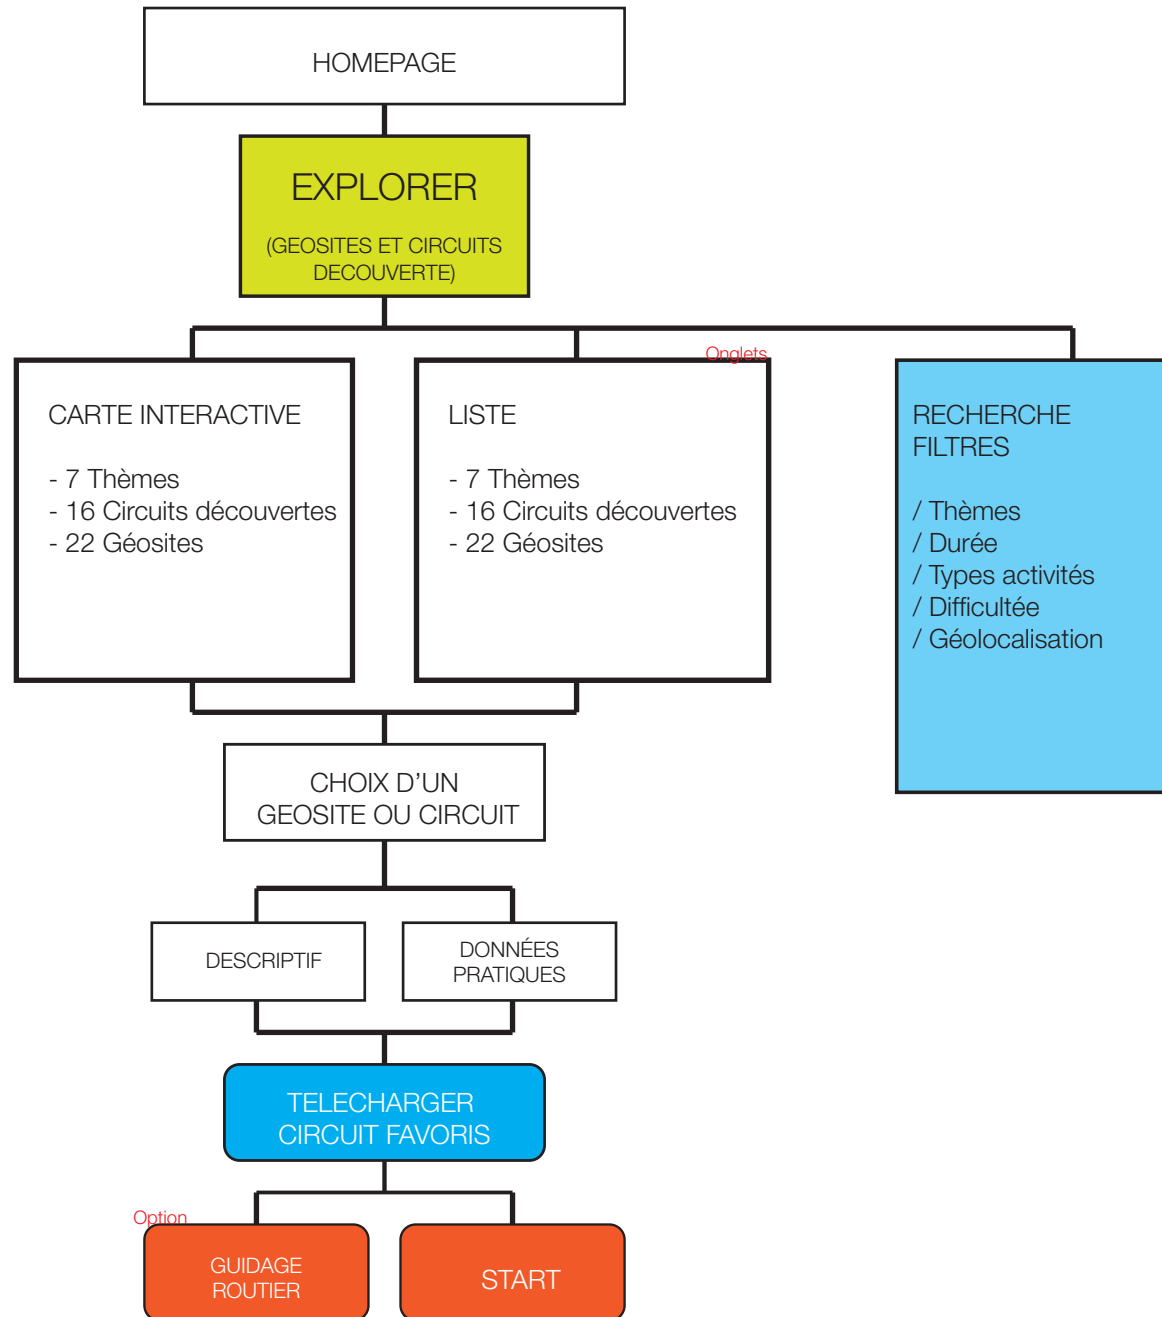 HOMEPAGE
EXPLORER
(GEOSITES ET CIRCUITS
DECOUVERTE)
Onglets
CARTE INTERACTIVE
- 7 Thèmes
- 16 Circuits découvertes
- 22 Géosites
LISTE
- 7 Thèmes
- 16 Circuits découvertes
- 22 Géosites
RECHERCHE
FILTRES
/ Thèmes
/ Durée
/ Types activités
/ Difficultée
/ Géolocalisation
CHOIX D’UN
GEOSITE OU CIRCUIT
DESCRIPTIF
DONNÉES
PRATIQUES
TELECHARGER
CIRCUIT FAVORIS
Option
GUIDAGE
ROUTIER
START